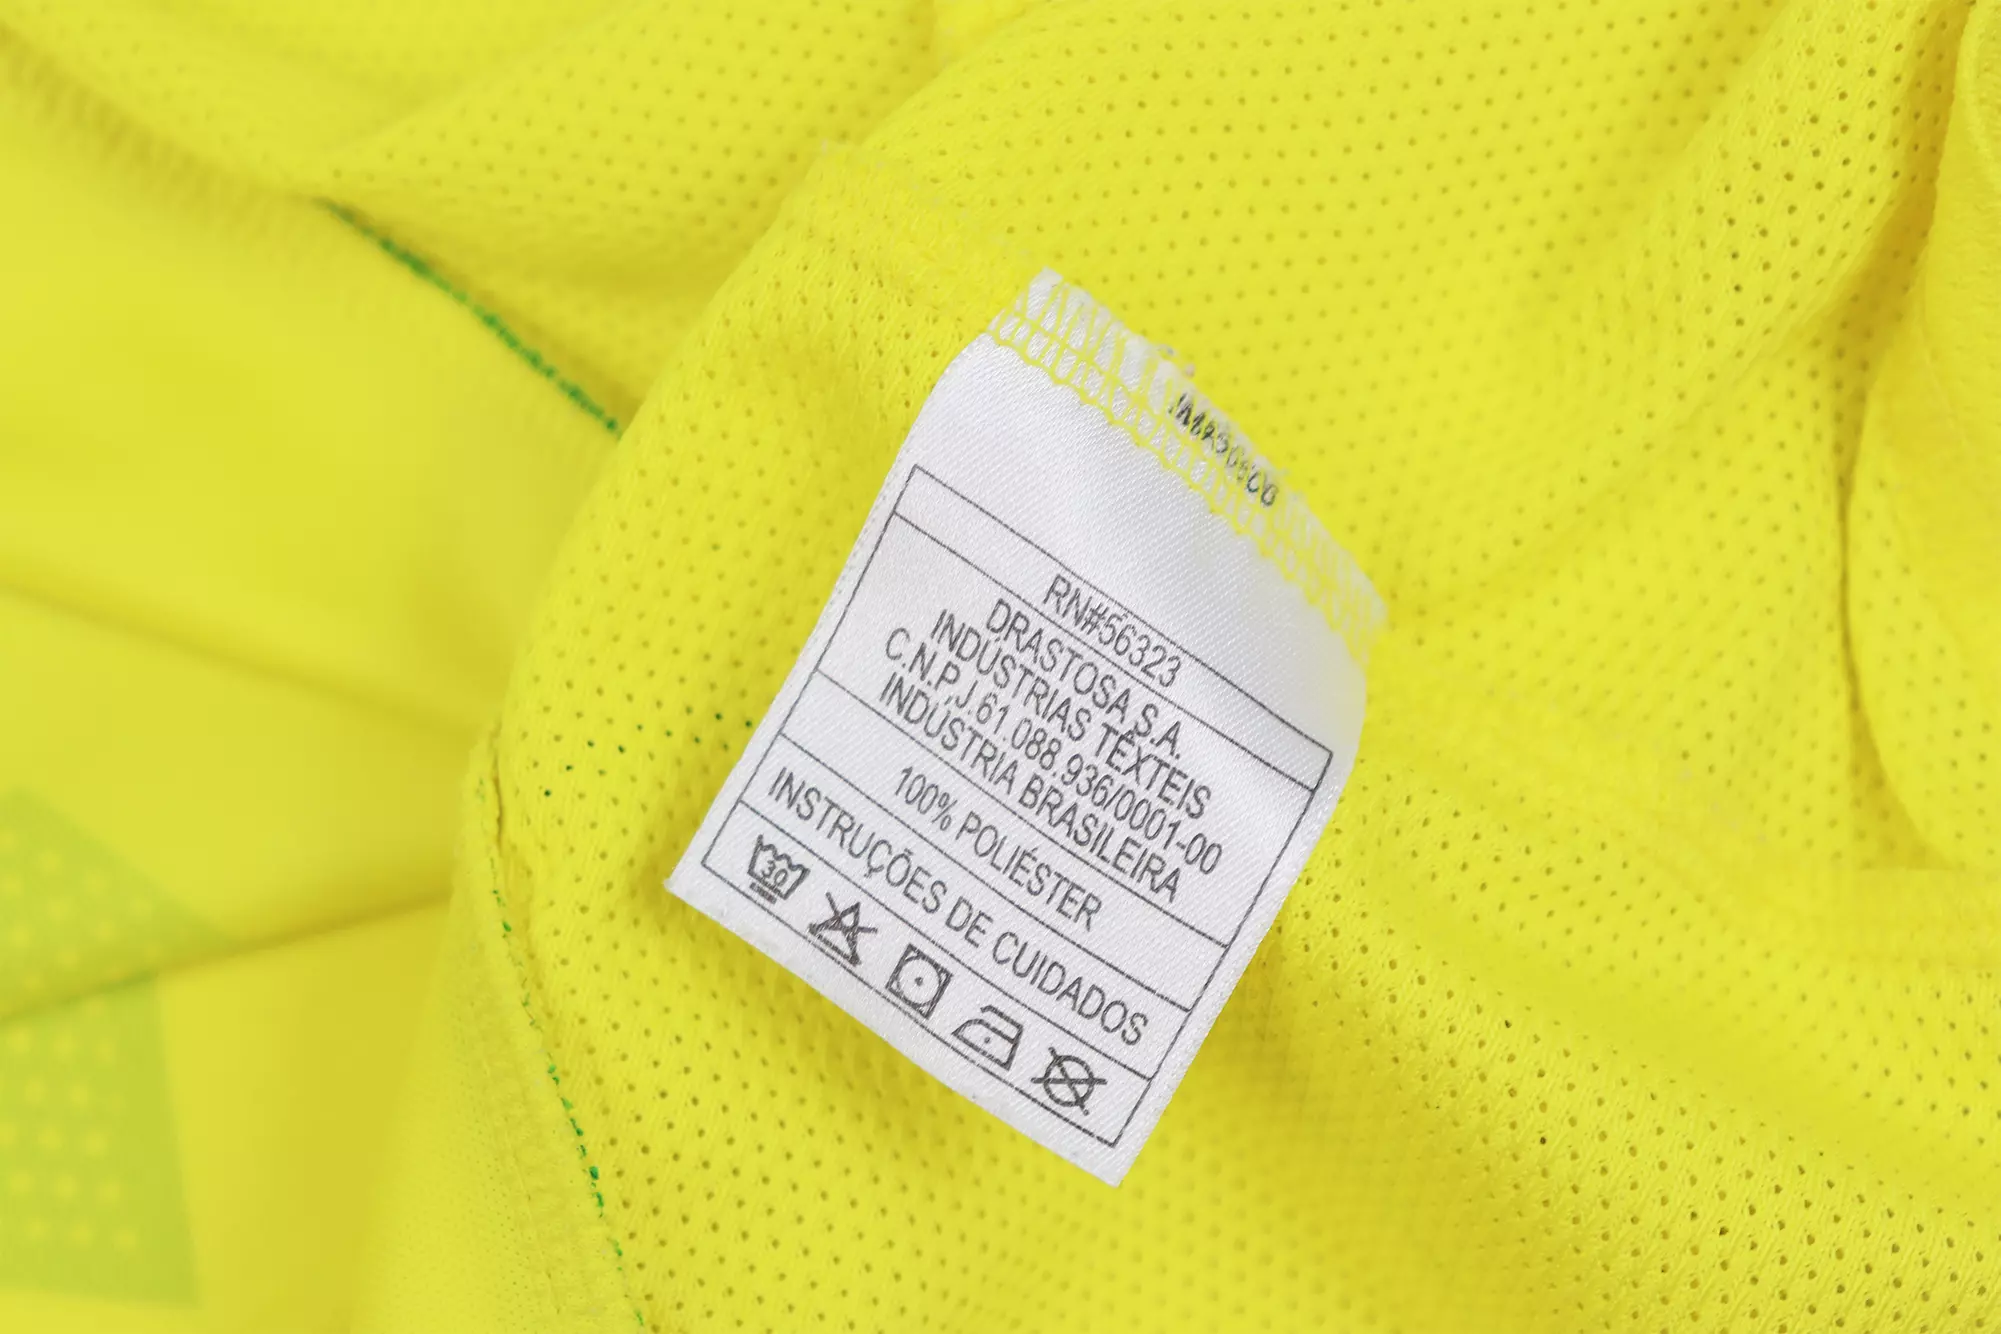 RN#56323
DRASTOSA S.A.
INDÚSTRIAS TÊXTEIS
C.N.P.J.61.088.936/0001-00
INDÚSTRIA BRASILEIRA
100% POLIÉSTER
INSTRUÇÕES DE CUIDADOS
30